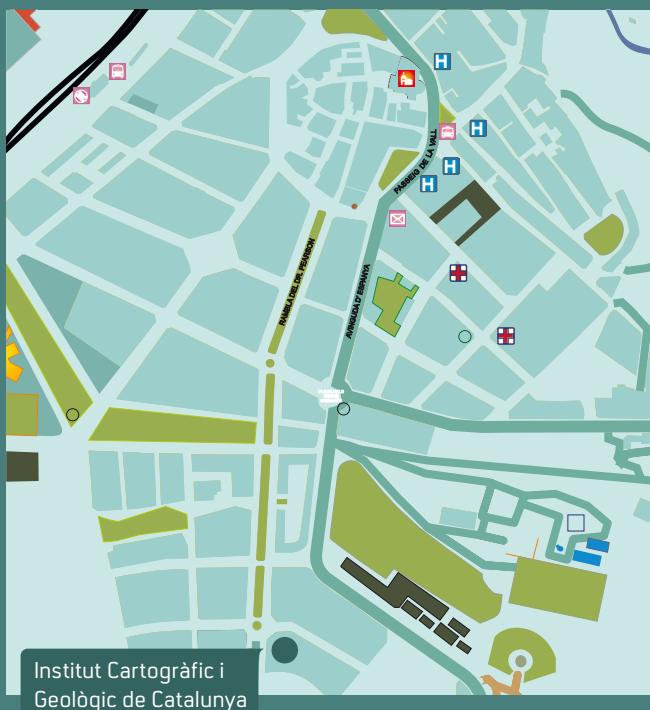 H
H
H
H
PASSEIG DE LA VALL
RAMBLA DEL DR. PEARSON
AVINGUDA D'ESPANYA
Institut Cartogràfic i
Geològic de Catalunya